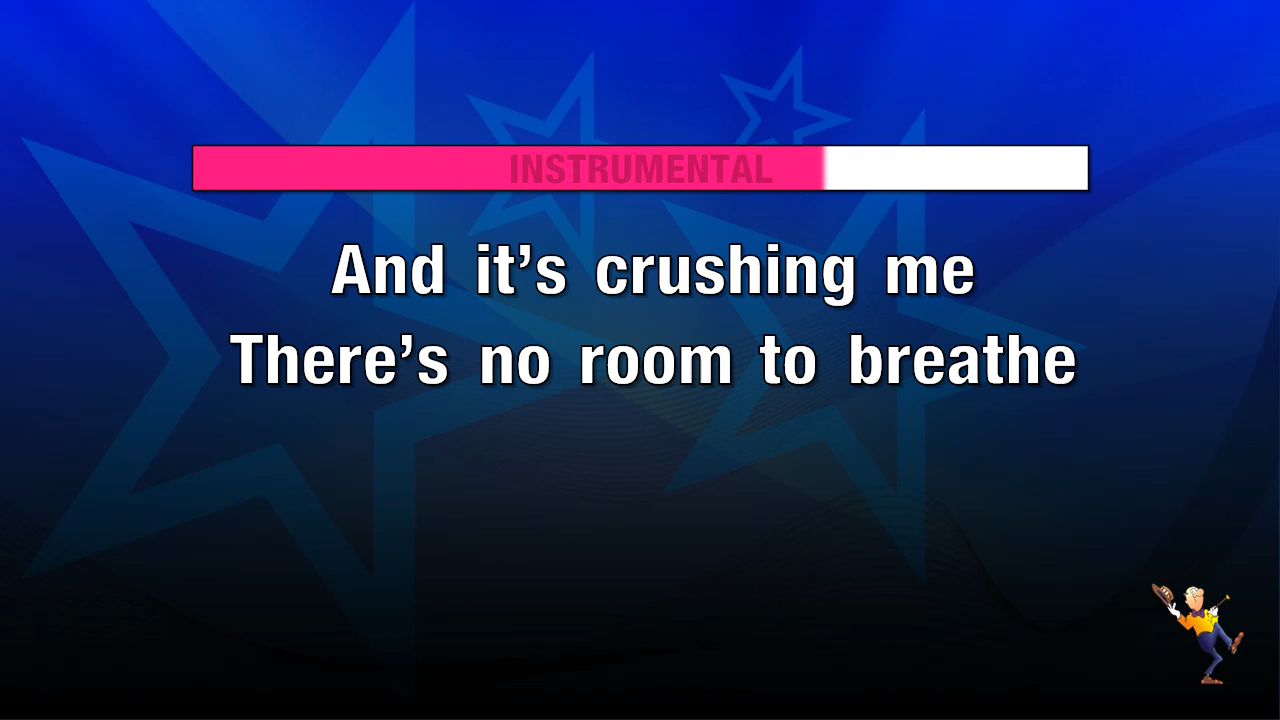 INSTRUMENTAL
And it’s crushing me
There’s no room to breathe